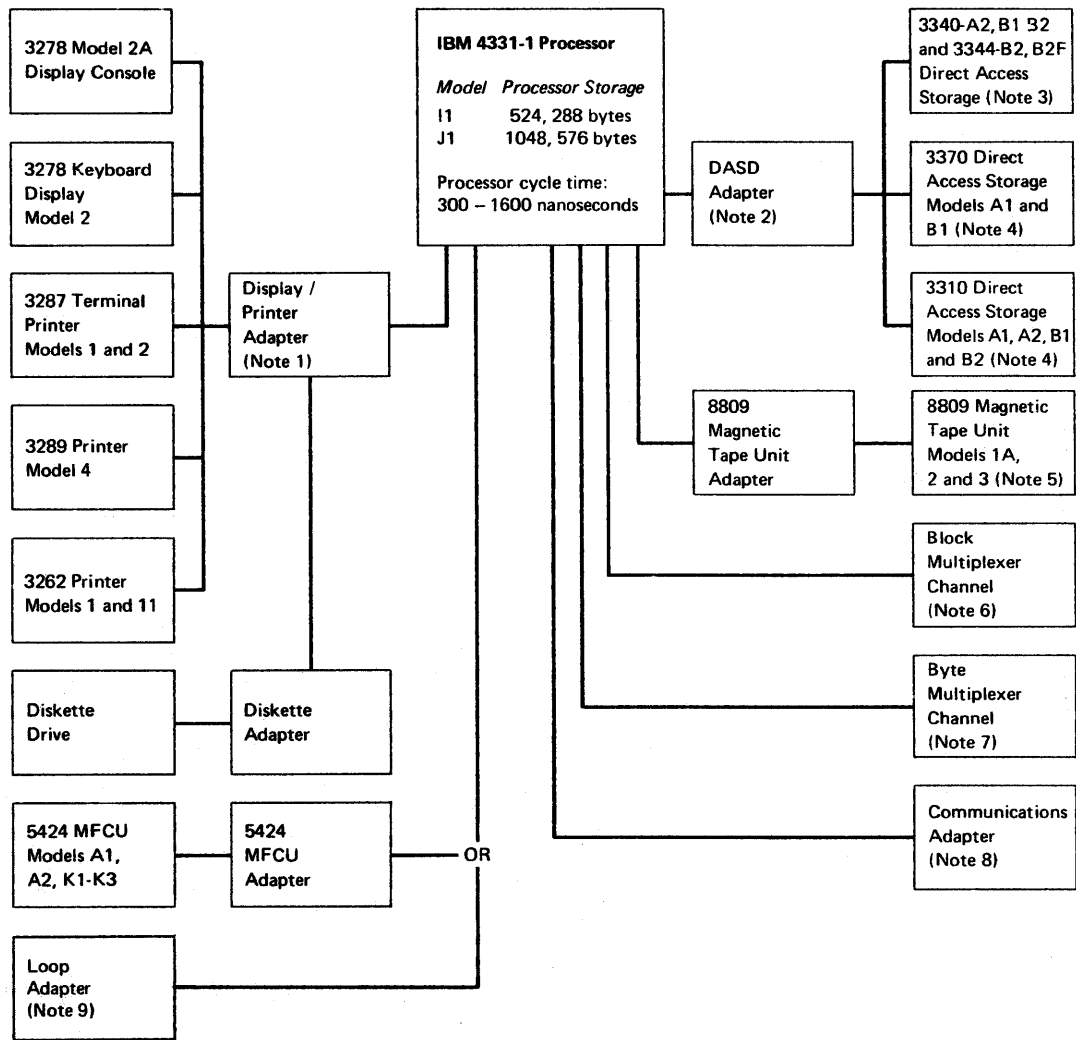 3278 Model 2A
Display Console
3278 Keyboard
Display
Model 2
3287 Terminal
Printer
Models 1 and 2
3289 Printer
Model 4
3262 Printer
Models 1 and 11
Diskette
Drive
5424 MFCU
Models A1,
A2, K1-K3
Loop
Adapter
(Note 9)
Display /
Printer
Adapter
(Note 1)
Diskette
Adapter
5424
MFCU
Adapter
OR
IBM 4331-1 Processor
Model Processor Storage
I1 524, 288 bytes
J1 1048, 576 bytes
Processor cycle time:
300 – 1600 nanoseconds
DASD
Adapter
(Note 2)
8809
Magnetic
Tape Unit
Adapter
3340-A2, B1 B2
and 3344-B2, B2F
Direct Access
Storage (Note 3)
3370 Direct
Access Storage
Models A1 and
B1 (Note 4)
3310 Direct
Access Storage
Models A1, A2, B1
and B2 (Note 4)
8809 Magnetic
Tape Unit
Models 1A,
2 and 3 (Note 5)
Block
Multiplexer
Channel
(Note 6)
Byte
Multiplexer
Channel
(Note 7)
Communications
Adapter
(Note 8)